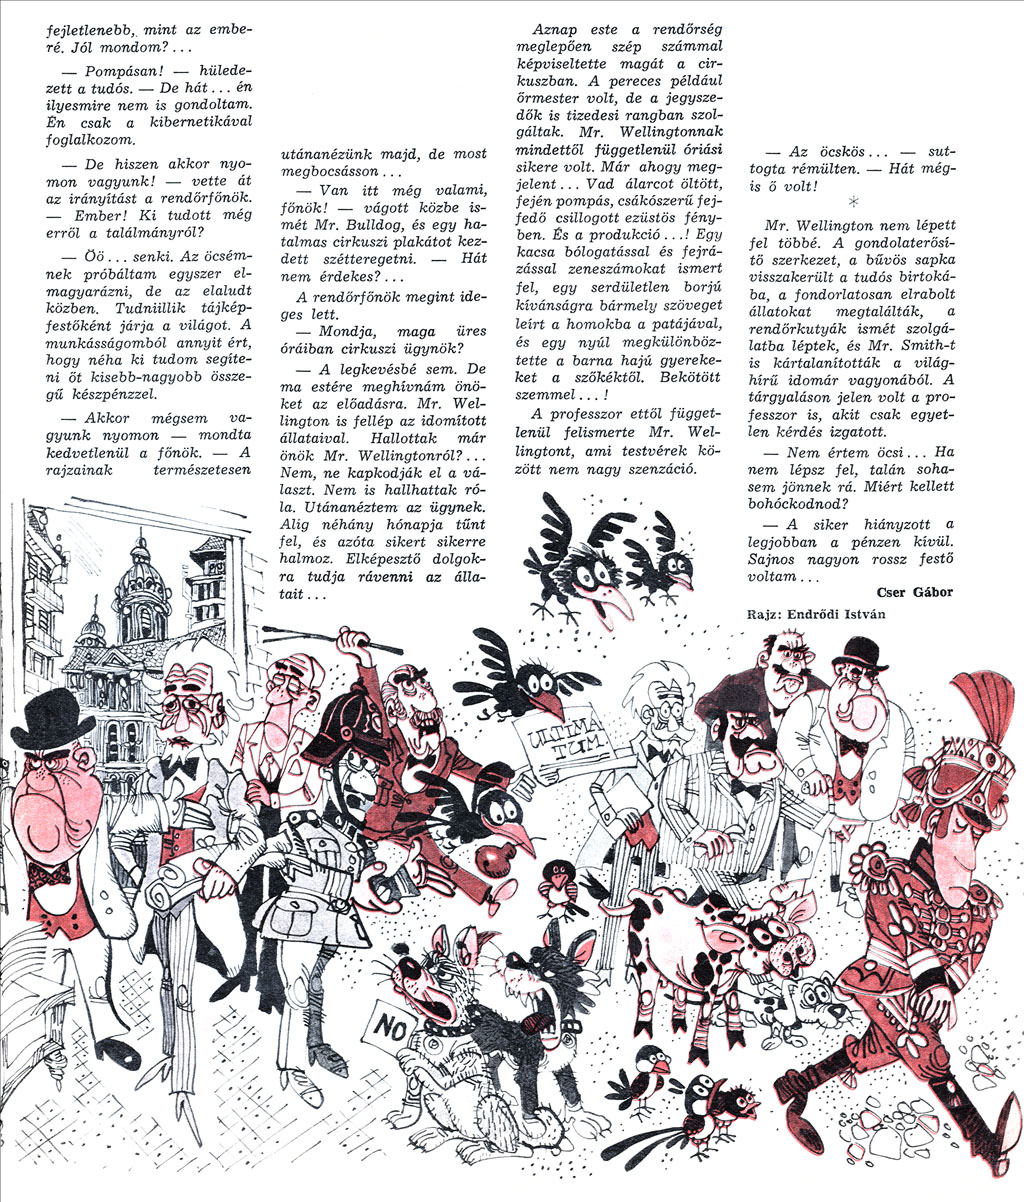 fejletlenebb, mint az embe-
ré. Jól mondom? ...
— Pompásan! — hülede-
zett a tudós. — De hát ... én
ilyesmire nem is gondoltam.
Én csak a kibernetikával
foglalkozom.
— De hiszen akkor nyo-
mon vagyunk! — vette át
az irányítást a rendőrfőnök.
— Ember! Ki tudott még
erről a találmányról?
— Öö ... senki. Az öcsém-
nek próbáltam egyszer el-
magyarázni, de az elaludt
közben. Tudniillik tájkép-
festőként járja a világot. A
munkásságomból annyit ért,
hogy néha ki tudom segíte-
ni őt kisebb-nagyobb össze-
gű készpénzzel.
— Akkor mégsem va-
gyunk nyomon — mondta
kedvetlenül a főnök. — A
rajzainak természetesen
utánanézünk majd, de most
megbocsásson ...
— Van itt még valami,
főnök! — vágott közbe is-
mét Mr. Bulldog, és egy ha-
talmas cirkuszi plakátot kez-
dett szétteregetni. — Hát
nem érdekes? ...
A rendőrfőnök megint ide-
ges lett.
— Mondja, maga üres
óráiban cirkuszi ügynök?
— A legkevésbé sem. De
ma estére meghívnám önö-
ket az előadásra. Mr. Wel-
lington is fellép az idomított
állataival. Hallottak már
önök Mr. Wellingtonról? ...
Nem, ne kapkodják el a vá-
laszt. Nem is hallhattak ró-
la. Utánanéztem az ügynek.
Alig néhány hónapja tűnt
fel, és azóta sikert sikerre
halmoz. Elképesztő dolgok-
ra tudja rávenni az álla-
tait ...
Aznap este a rendőrség
meglepően szép számmal
képviseltette magát a cir-
kuszban. A pereces például
őrmester volt, de a jegysze-
dők is tizedesi rangban szol-
gáltak. Mr. Wellingtonnak
mindettől függetlenül óriási
sikere volt. Már ahogy meg-
jelent ... Vad álarcot öltött,
fején pompás, csákószerű fej-
fedő csillogott ezüstös fény-
ben. És a produkció ...! Egy
kacsa bólogatással és fejrá-
zással zeneszámokat ismert
fel, egy serdületlen borjú
kívánságra bármely szöveget
leírt a homokba a patájával,
és egy nyúl megkülönböz-
tette a barna hajú gyereke-
ket a szőkéktől. Bekötött
szemmel ...!
A professzor ettől függet-
lenül felismerte Mr. Wel-
lingtont, ami testvérek kö-
zött nem nagy szenzáció.
— Az öcskös ... — sut-
togta rémülten. — Hát még-
is ő volt!
*
Mr. Wellington nem lépett
fel többé. A gondolaterősí-
tő szerkezet, a bűvös sapka
visszakerült a tudós birtoká-
ba, a fondorlatosan elrabolt
állatokat megtalálták, a
rendőrkutyák ismét szolgá-
latba léptek, és Mr. Smith-t
is kártalanították a világ-
hírű idomár vagyonából. A
tárgyaláson jelen volt a pro-
fesszor is, akit csak egyet-
len kérdés izgatott.
— Nem értem öcsi ... Ha
nem lépsz fel, talán soha-
sem jönnek rá. Miért kellett
bohóckodnod?
— A siker hiányzott a
legjobban a pénzen kívül.
Sajnos nagyon rossz festő
voltam ...
Cser Gábor
Rajz: Endrődi István
ULTIMA
TUM
NO